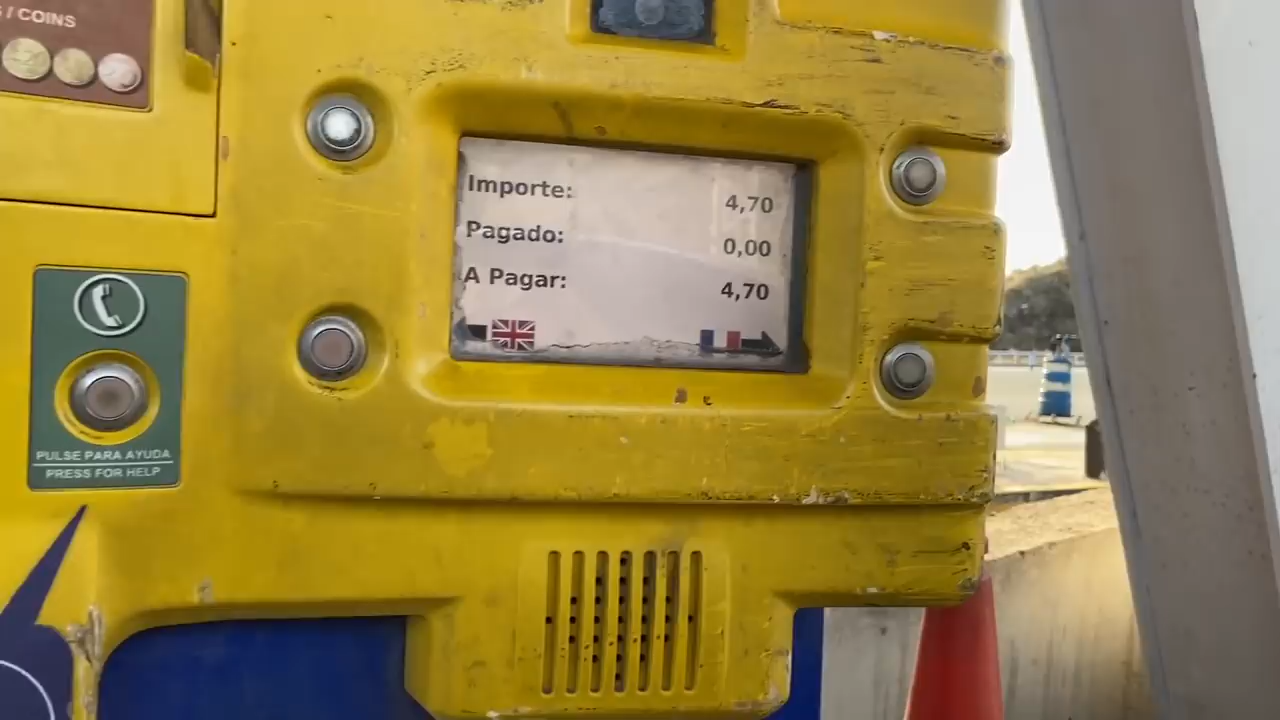 / COINS
Importe: 4,70
Pagado: 0,00
A Pagar: 4,70
PULSE PARA AYUDA
PRESS FOR HELP